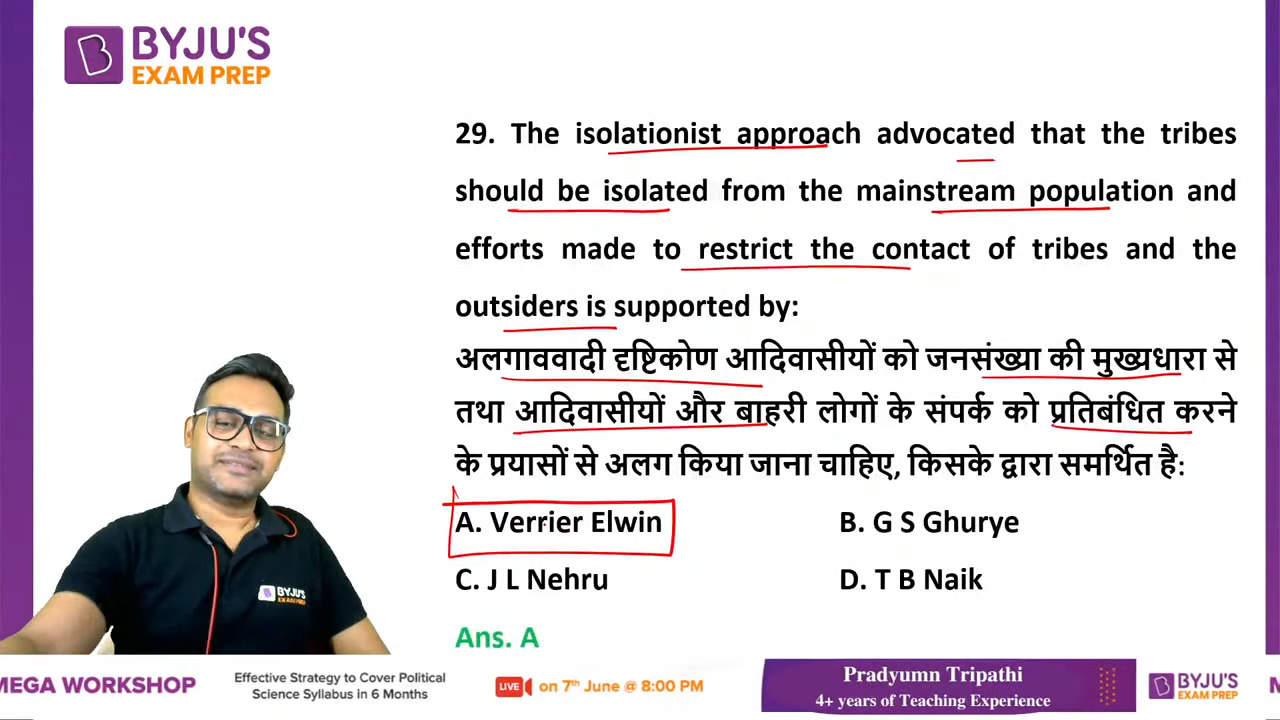 BYJU'S
EXAM PREP
29. The isolationist approach advocated that the tribes
should be isolated from the mainstream population and
efforts made to restrict the contact of tribes and the
outsiders is supported by:
अलगाववादी दृष्टिकोण आदिवासीयों को जनसंख्या की मुख्यधारा से
तथा आदिवासीयों और बाहरी लोगों के संपर्क को प्रतिबंधित करने
के प्रयासों से अलग किया जाना चाहिए, किसके द्वारा समर्थित है:
A. Verrier Elwin B. G S Ghurye
C. J L Nehru D. T B Naik
Ans. A
BYJU'S
EXAM PREP
MEGA WORKSHOP
Effective Strategy to Cover Political
Science Syllabus in 6 Months
LIVE on 7th June @ 8:00 PM
Pradyumn Tripathi
4+ years of Teaching Experience
BYJU'S
EXAM PREP